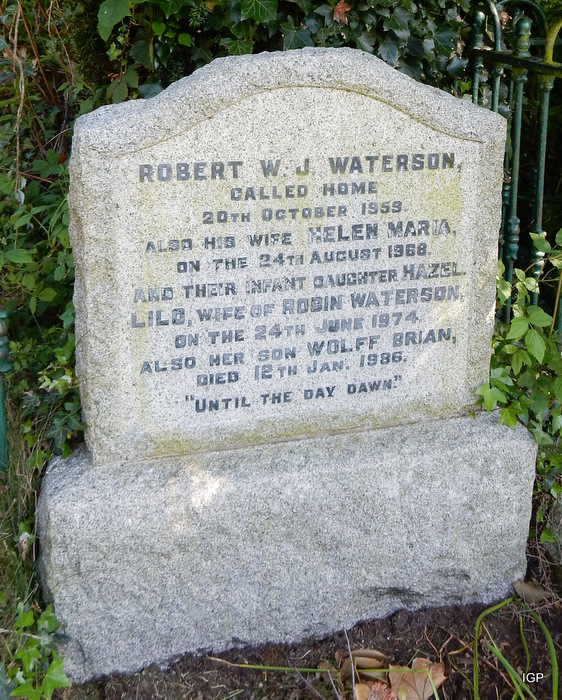 ROBERT W. J. WATERSON,
CALLED HOME
20TH OCTOBER 1959.
ALSO HIS WIFE HELEN MARIA,
ON THE 24TH AUGUST 1968.
AND THEIR INFANT DAUGHTER HAZEL.
LILO, WIFE OF ROBIN WATERSON,
ON THE 24TH JUNE 1974.
ALSO HER SON WOLFF BRIAN,
DIED 12TH JAN. 1986.
"UNTIL THE DAY DAWN."
IGP